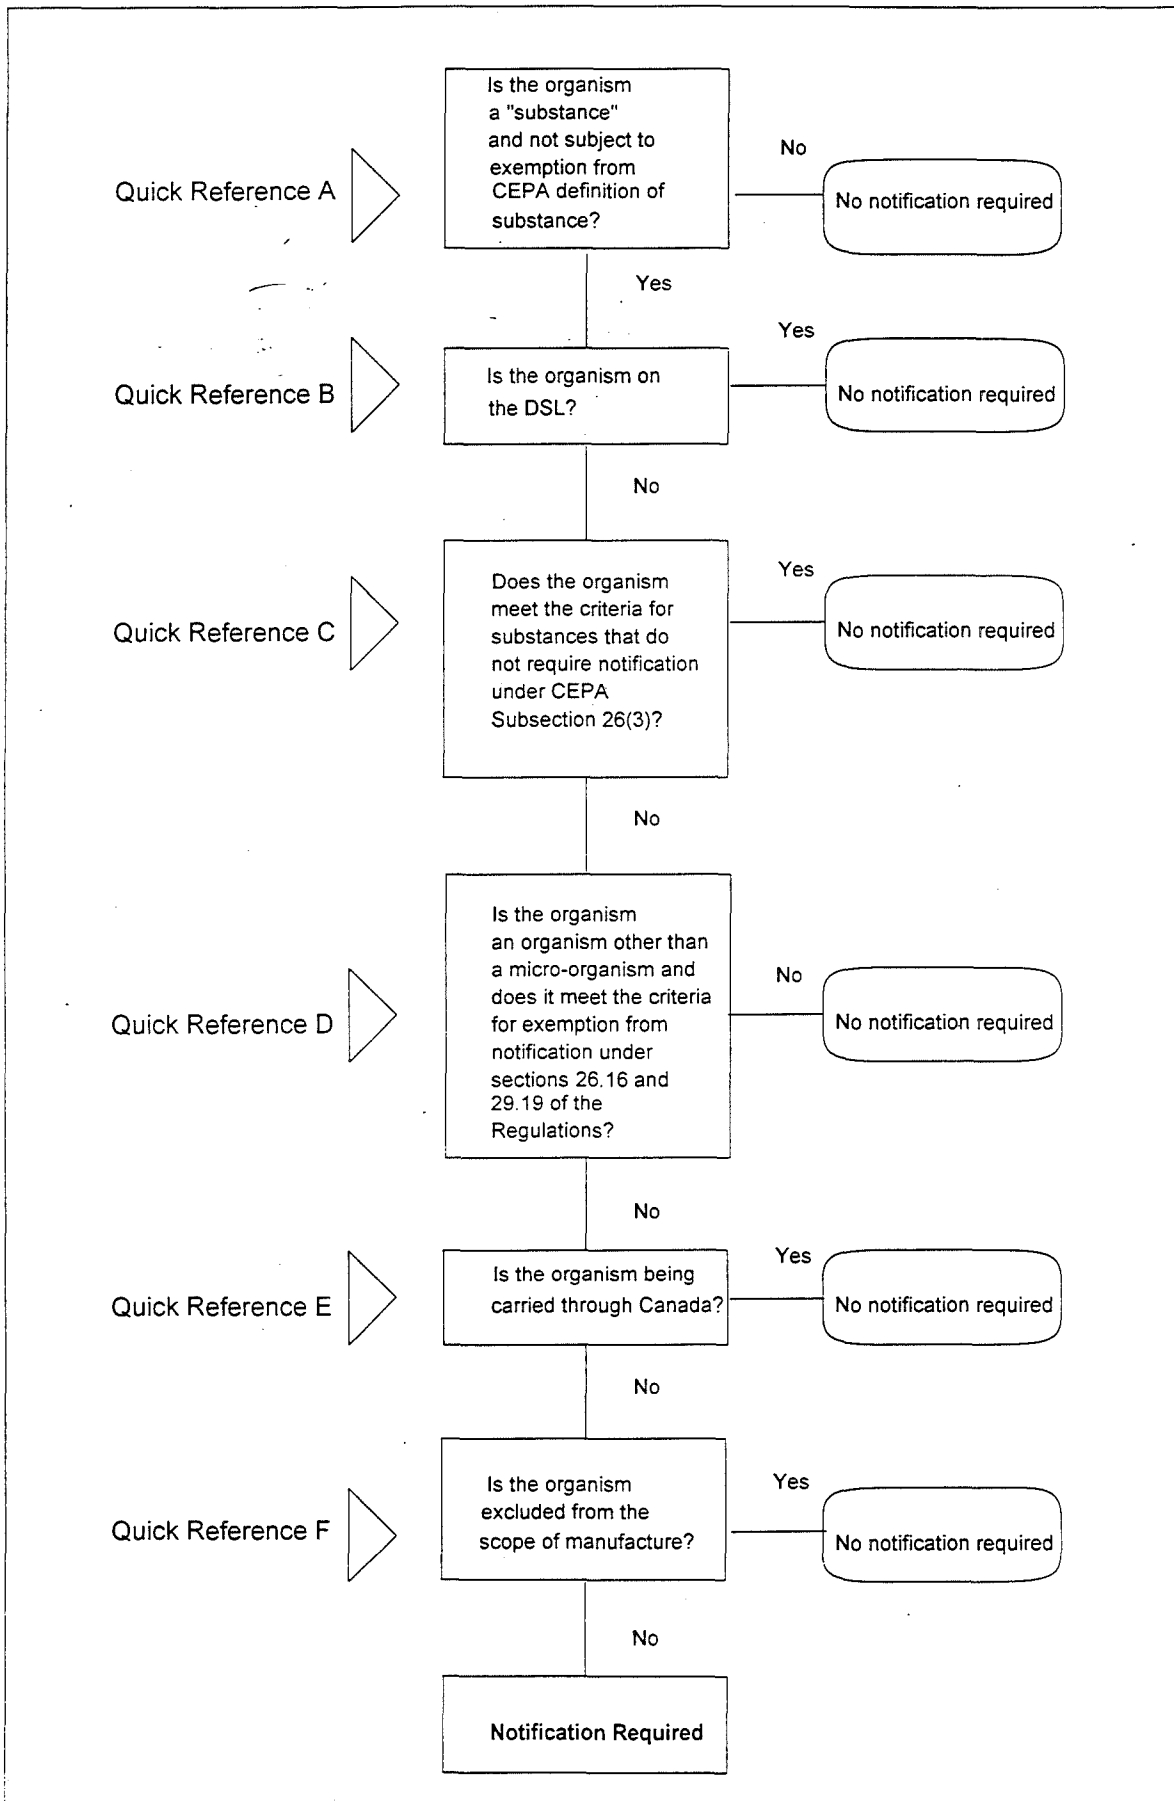 Is the organism
a "substance"
and not subject to
exemption from
CEPA definition of
substance?
No
Quick Reference A
No notification required
Yes
Is the organism on
the DSL?
Yes
Quick Reference B
No notification required
No
Does the organism
meet the criteria for
substances that do
not require notification
under CEPA
Subsection 26(3)?
Yes
Quick Reference C
No notification required
No
Is the organism
an organism other than
a micro-organism and
does it meet the criteria
for exemption from
notification under
sections 26.16 and
29.19 of the
Regulations?
No
Quick Reference D
No notification required
No
Is the organism being
carried through Canada?
Yes
Quick Reference E
No notification required
No
Is the organism
excluded from the
scope of manufacture?
Yes
Quick Reference F
No notification required
No
Notification Required